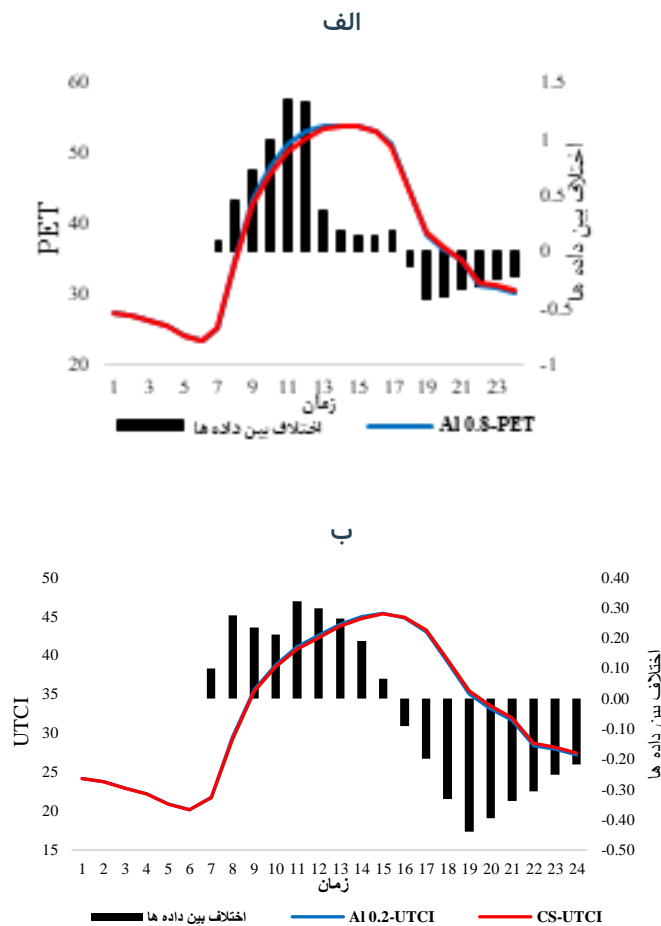 الف
60
50
40
30
20
PET
1.5
1
0.5
0
-0.5
-1
اختلاف بین داده ها
1 3 5 7 9 11 13 15 17 19 21 23
زمان
اختلاف بین داده ها Al 0.8-PET
ب
50
45
40
35
30
25
20
15
UTCI
0.40
0.30
0.20
0.10
0.00
-0.10
-0.20
-0.30
-0.40
-0.50
اختلاف بین داده ها
1 2 3 4 5 6 7 8 9 10 11 12 13 14 15 16 17 18 19 20 21 22 23 24
زمان
اختلاف بین داده ها Al 0.2-UTCI CS-UTCI